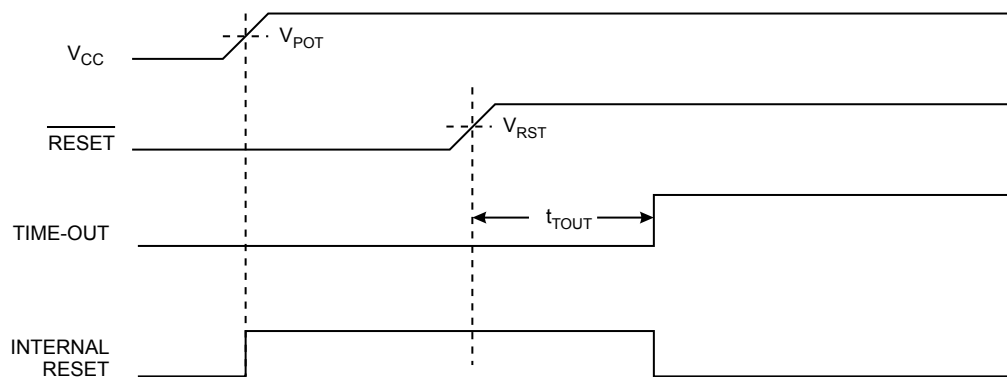 V_CC
V_POT
RESET
V_RST
TIME-OUT
t_TOUT
INTERNAL
RESET